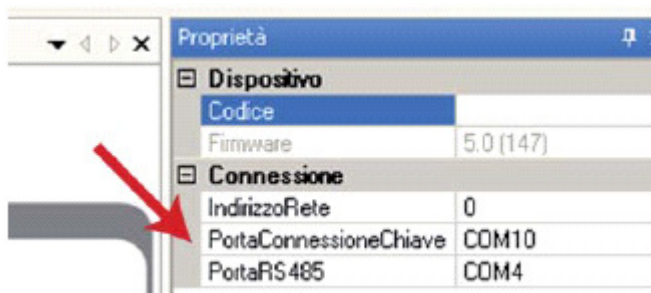 Proprietà
Dispositivo
Codice
Firmware 5.0 (147)
Connessione
IndirizzoRete 0
PortaConnessioneChiave COM10
PortaRS485 COM4